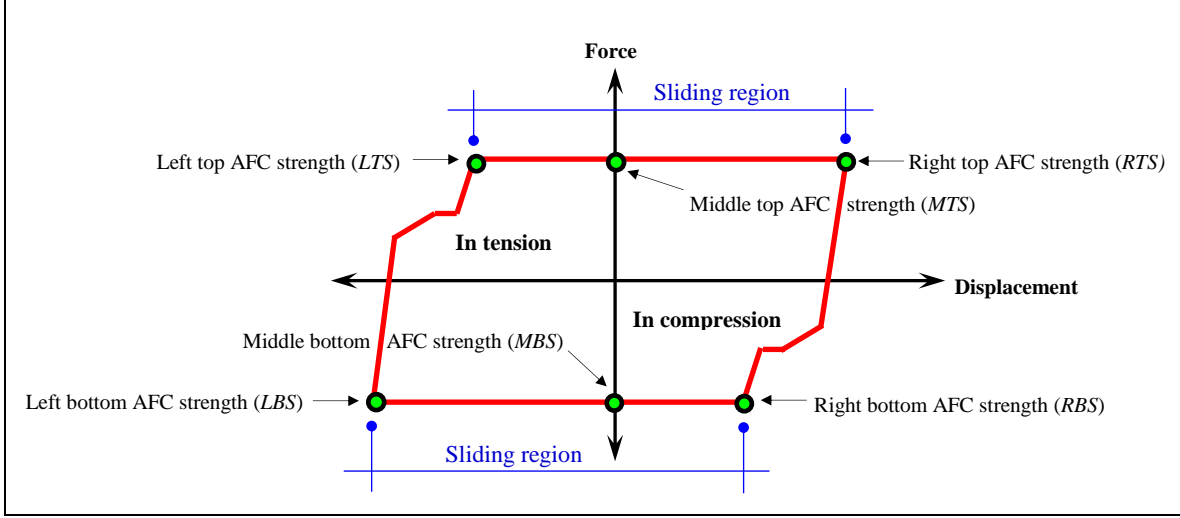 Force
Sliding region
Left top AFC strength (LTS)
Right top AFC strength (RTS)
Middle top AFC strength (MTS)
In tension
Displacement
In compression
Middle bottom AFC strength (MBS)
Left bottom AFC strength (LBS)
Right bottom AFC strength (RBS)
Sliding region